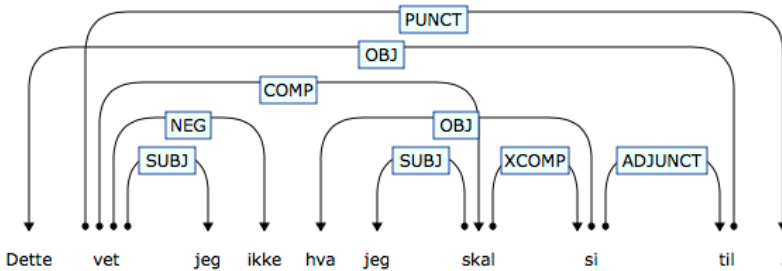 PUNCT
OBJ
COMP
NEG OBJ
SUBJ SUBJ XCOMP ADJUNCT
Dette vet jeg ikke hva jeg skal si til .